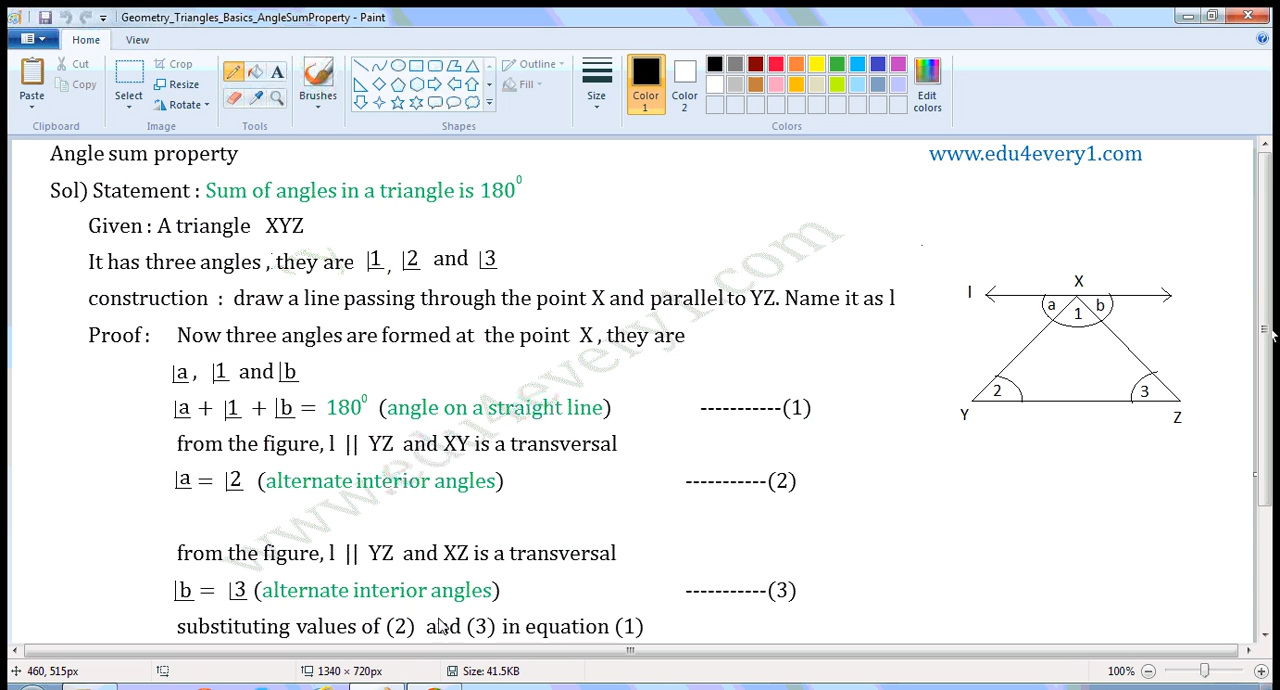 Geometry_Triangles_Basics_AngleSumProperty - Paint
Home View
Paste
Cut
Copy
Clipboard
Select
Crop
Resize
Rotate
Image
A
Tools
Brushes
Outline
Fill
Shapes
Size
Color 1
Color 2
Edit colors
Colors
Angle sum property
www.edu4every1.com
Sol) Statement : Sum of angles in a triangle is 180⁰
Given : A triangle XYZ
It has three angles , they are ∠1 , ∠2 and ∠3
construction : draw a line passing through the point X and parallel to YZ. Name it as l
Proof : Now three angles are formed at the point X , they are
∠a , ∠1 and ∠b
∠a + ∠1 + ∠b = 180⁰ (angle on a straight line) -----------(1)
from the figure, l || YZ and XY is a transversal
∠a = ∠2 (alternate interior angles) -----------(2)
from the figure, l || YZ and XZ is a transversal
∠b = ∠3 (alternate interior angles) -----------(3)
substituting values of (2) and (3) in equation (1)
X
l
a 1 b
2 3
Y Z
www.edu4every1.com
460, 515px
1340 × 720px
Size: 41.5KB
100%